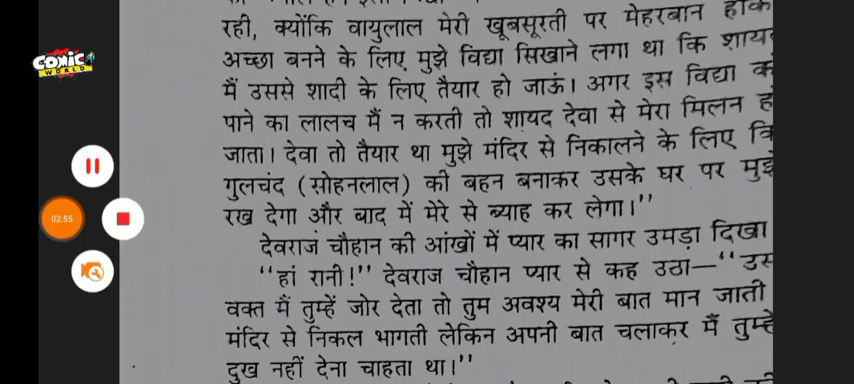 रही, क्योंकि वायुलाल मेरी खूबसूरती पर मेहरबान
अच्छा बनने के लिए मुझे विद्या सिखाने लगा था कि
मैं उससे शादी के लिए तैयार हो जाऊं। अगर इस विद्या
पाने का लालच मैं न करती तो शायद देवा से मेरा मिलन
जाता। देवा तो तैयार था मुझे मंदिर से निकालने के लिए
गुलचंद (सोहनलाल) की बहन बनाकर उसके घर पर
रख देगा और बाद में मेरे से ब्याह कर लेगा।’’
देवराज चौहान की आंखों में प्यार का सागर उमड़ा दिखा
‘‘हां रानी!’’ देवराज चौहान प्यार से कह उठा—‘‘
वक्त मैं तुम्हें जोर देता तो तुम अवश्य मेरी बात मान जाती
मंदिर से निकल भागती लेकिन अपनी बात चलाकर मैं
दुख नहीं देना चाहता था।’’
COMIC
WORLD
02:55